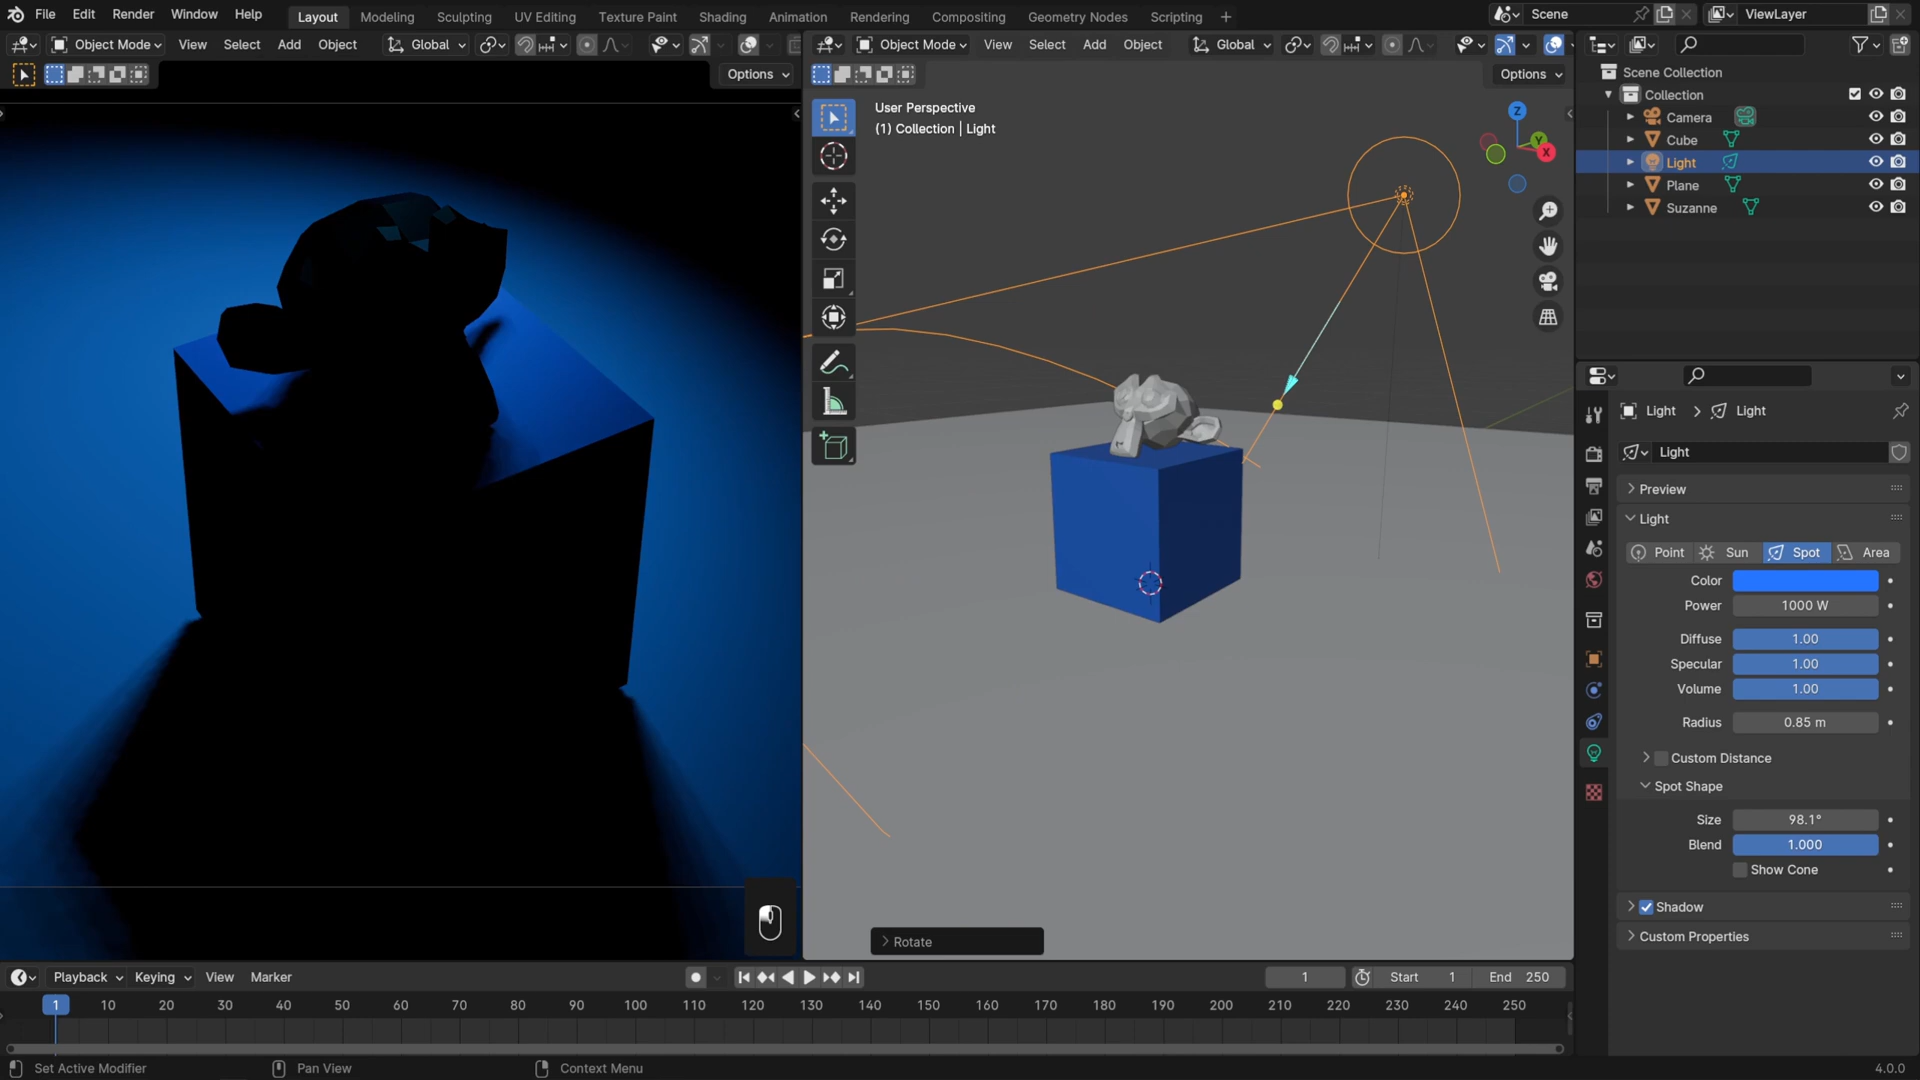 File Edit Render Window Help Layout Modeling Sculpting UV Editing Texture Paint Shading Animation Rendering Compositing Geometry Nodes Scripting + Scene ViewLayer
Object Mode View Select Add Object Global
Object Mode View Select Add Object Global
Options
Options
User Perspective
(1) Collection | Light
Z
Y
X
Scene Collection
Collection
Camera
Cube
Light
Plane
Suzanne
Light > Light
Light
Preview
Light
Point Sun Spot Area
Color
Power 1000 W
Diffuse 1.00
Specular 1.00
Volume 1.00
Radius 0.85 m
Custom Distance
Spot Shape
Size 98.1°
Blend 1.000
Show Cone
Shadow
Custom Properties
Rotate
Playback Keying View Marker 1 Start 1 End 250
1 10 20 30 40 50 60 70 80 90 100 110 120 130 140 150 160 170 180 190 200 210 220 230 240 250
Set Active Modifier Pan View Context Menu 4.0.0